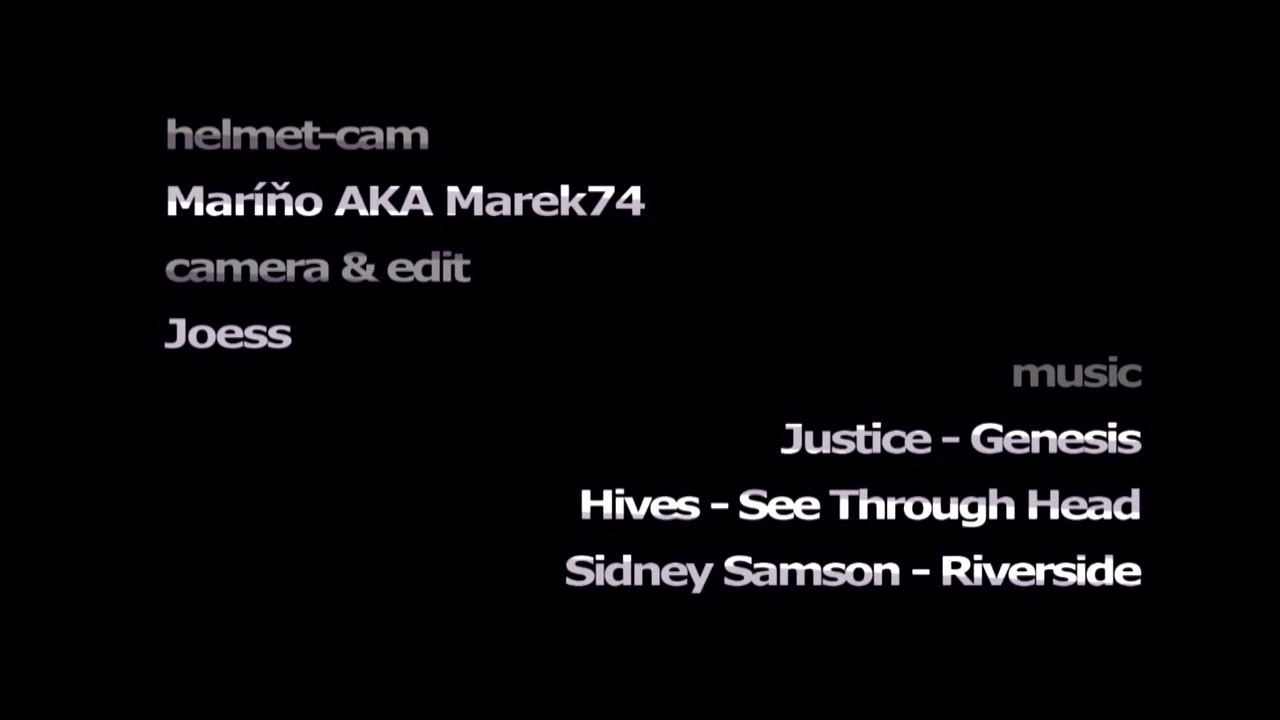 helmet-cam
Maríňo AKA Marek74
camera & edit
Joess
music
Justice - Genesis
Hives - See Through Head
Sidney Samson - Riverside